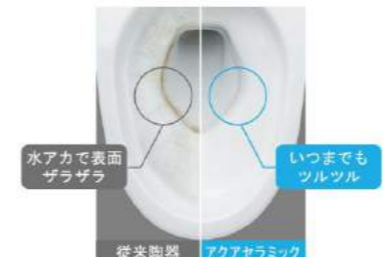 水アカで表面
ザラザラ
いつまでも
ツルツル
従来陶器
アクアセラミック